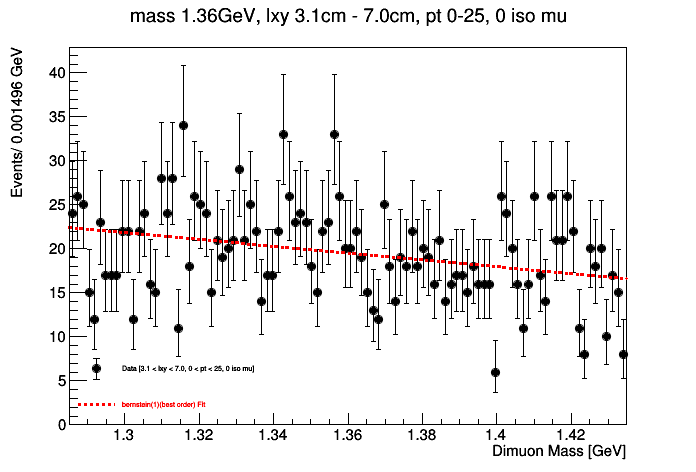 mass 1.36GeV, lxy 3.1cm - 7.0cm, pt 0-25, 0 iso mu
Events/ 0.001496 GeV
40
35
30
25
20
15
10
5
0
Data [3.1 < lxy < 7.0, 0 < pt < 25, 0 iso mu]
bernstein(1)(best order) Fit
1.3 1.32 1.34 1.36 1.38 1.4 1.42
Dimuon Mass [GeV]